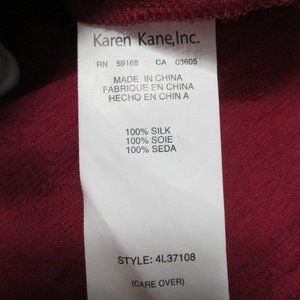 Karen Kane,Inc.
RN 59168 CA 03605
MADE IN CHINA
FABRIQUE EN CHINA
HECHO EN CHIN A
100% SILK
100% SOIE
100% SEDA
STYLE: 4L37108
(CARE OVER)